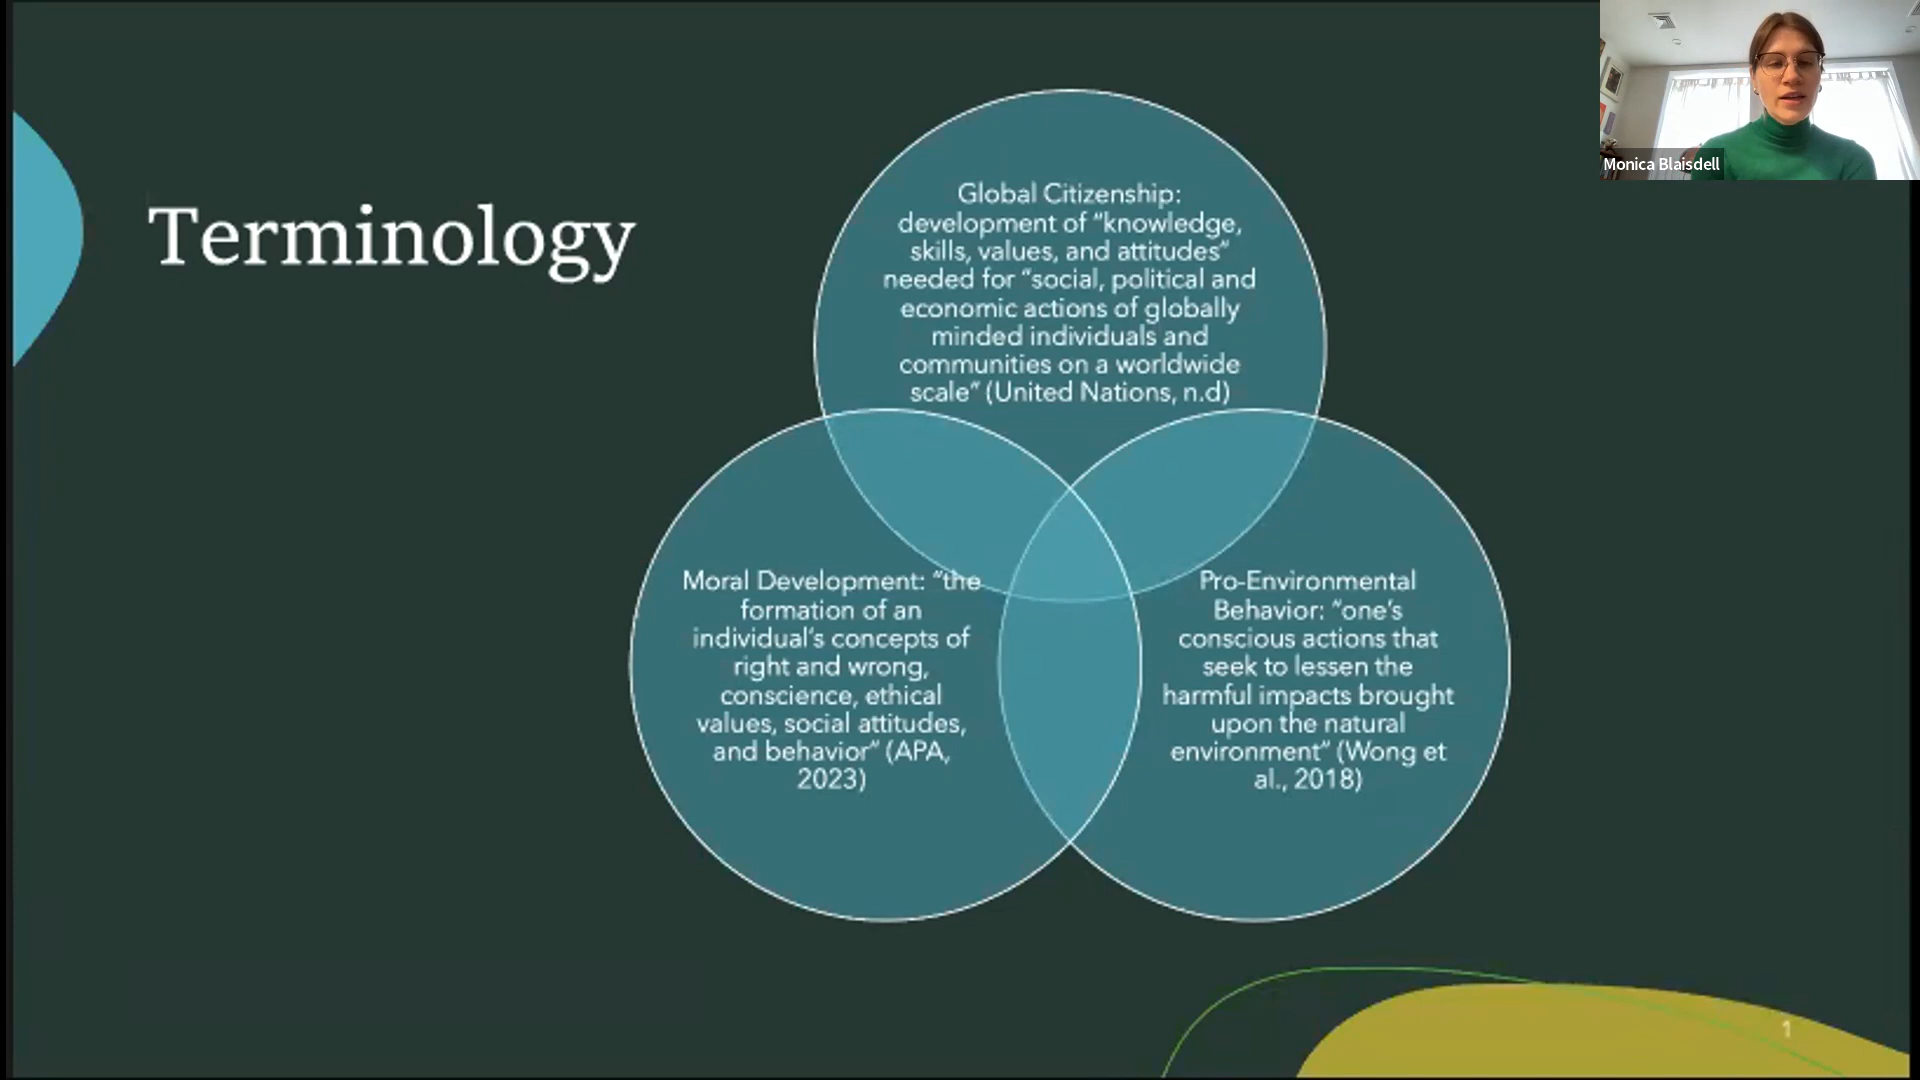 Monica Blaisdell
Terminology
Global Citizenship:
development of “knowledge,
skills, values, and attitudes”
needed for “social, political and
economic actions of globally
minded individuals and
communities on a worldwide
scale” (United Nations, n.d)
Moral Development: “the
formation of an
individual’s concepts of
right and wrong,
conscience, ethical
values, social attitudes,
and behavior” (APA,
2023)
Pro-Environmental
Behavior: “one’s
conscious actions that
seek to lessen the
harmful impacts brought
upon the natural
environment” (Wong et
al., 2018)
1